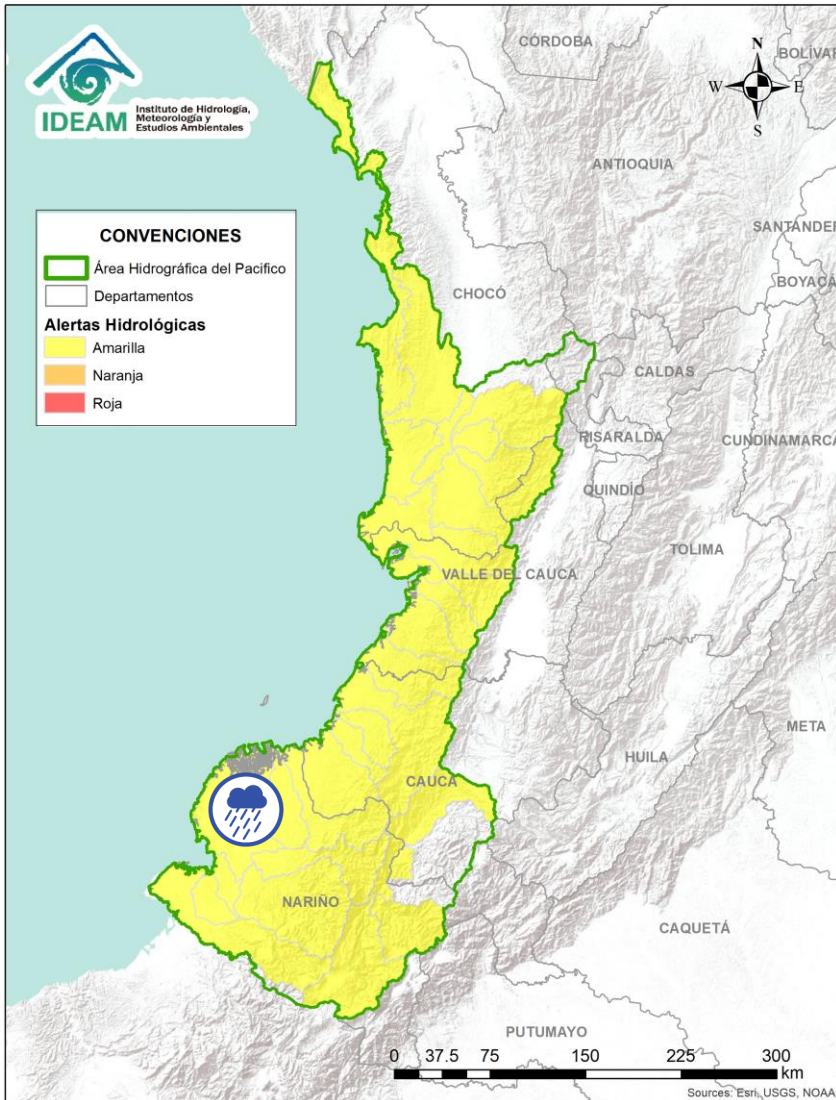 CÓRDOBA
BOLÍVAR
N
W E
S
IDEAM
Instituto de Hidrología,
Meteorología y
Estudios Ambientales
ANTIOQUIA
SANTANDER
CONVENCIONES
Área Hidrográfica del Pacifico
Departamentos
Alertas Hidrológicas
Amarilla
Naranja
Roja
BOYACÁ
CHOCÓ
CALDAS
RISARALDA
CUNDINAMARCA
QUINDÍO
TOLIMA
VALLE DEL CAUCA
META
HUILA
CAUCA
NARIÑO
CAQUETÁ
PUTUMAYO
0 37.5 75 150 225 300
km
Sources: Esri, USGS, NOAA